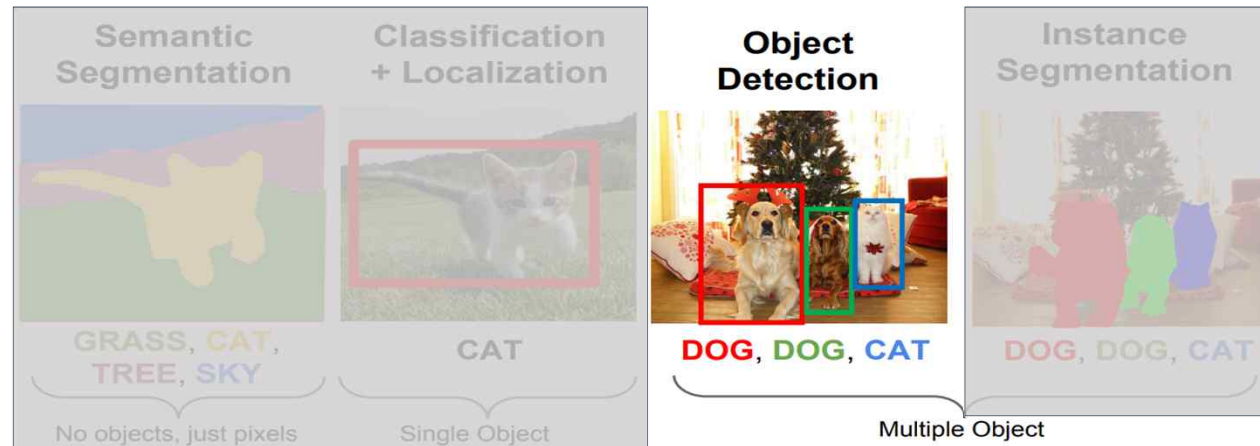 Semantic
Segmentation
GRASS, CAT,
TREE, SKY
No objects, just pixels
Classification
+ Localization
CAT
Single Object
Object
Detection
DOG, DOG, CAT
Instance
Segmentation
DOG, DOG, CAT
Multiple Object